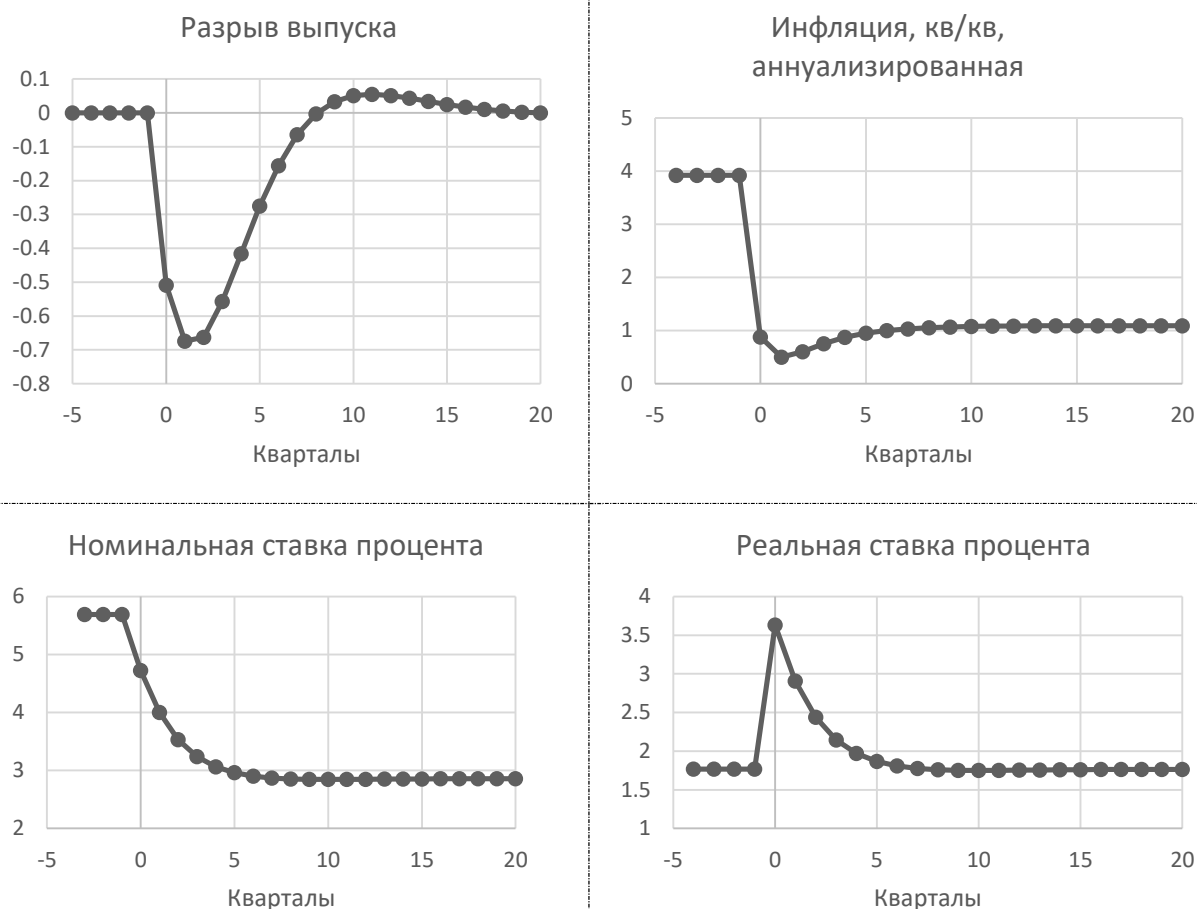 Разрыв выпуска
0.1
0
-0.1
-0.2
-0.3
-0.4
-0.5
-0.6
-0.7
-0.8
-5 0 5 10 15 20
Кварталы
Инфляция, кв/кв,
аннуализированная
5
4
3
2
1
0
-5 0 5 10 15 20
Кварталы
Номинальная ставка процента
6
5
4
3
2
-5 0 5 10 15 20
Кварталы
Реальная ставка процента
4
3.5
3
2.5
2
1.5
1
-5 0 5 10 15 20
Кварталы